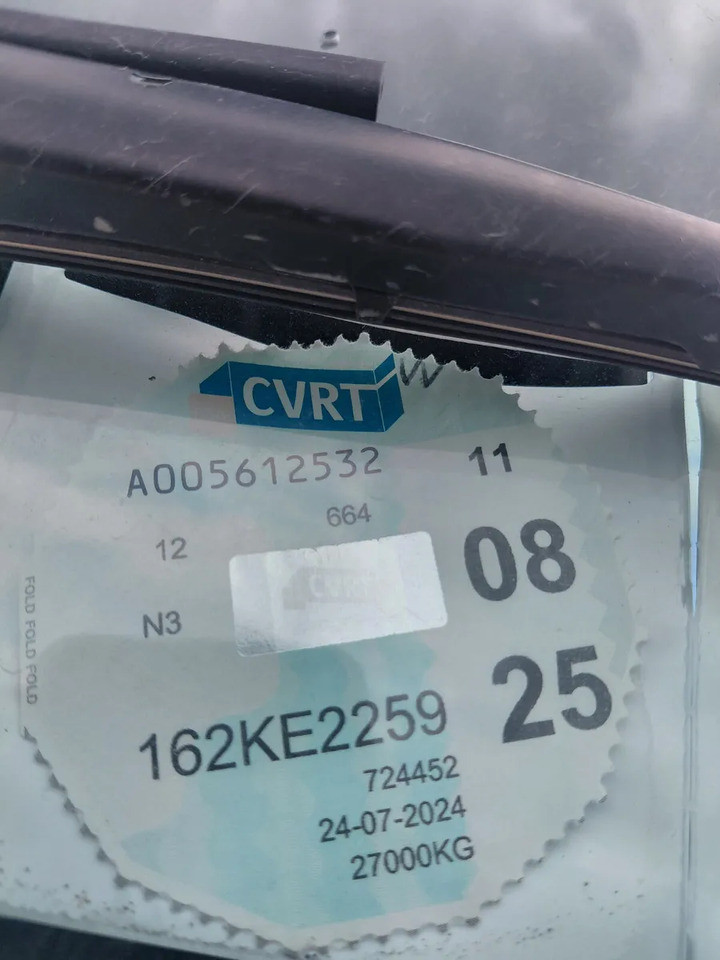 CVRT
A005612532
11
664
12
08
CVRT
N3
FOLD FOLD FOLD
25
162KE2259
724452
24-07-2024
27000KG